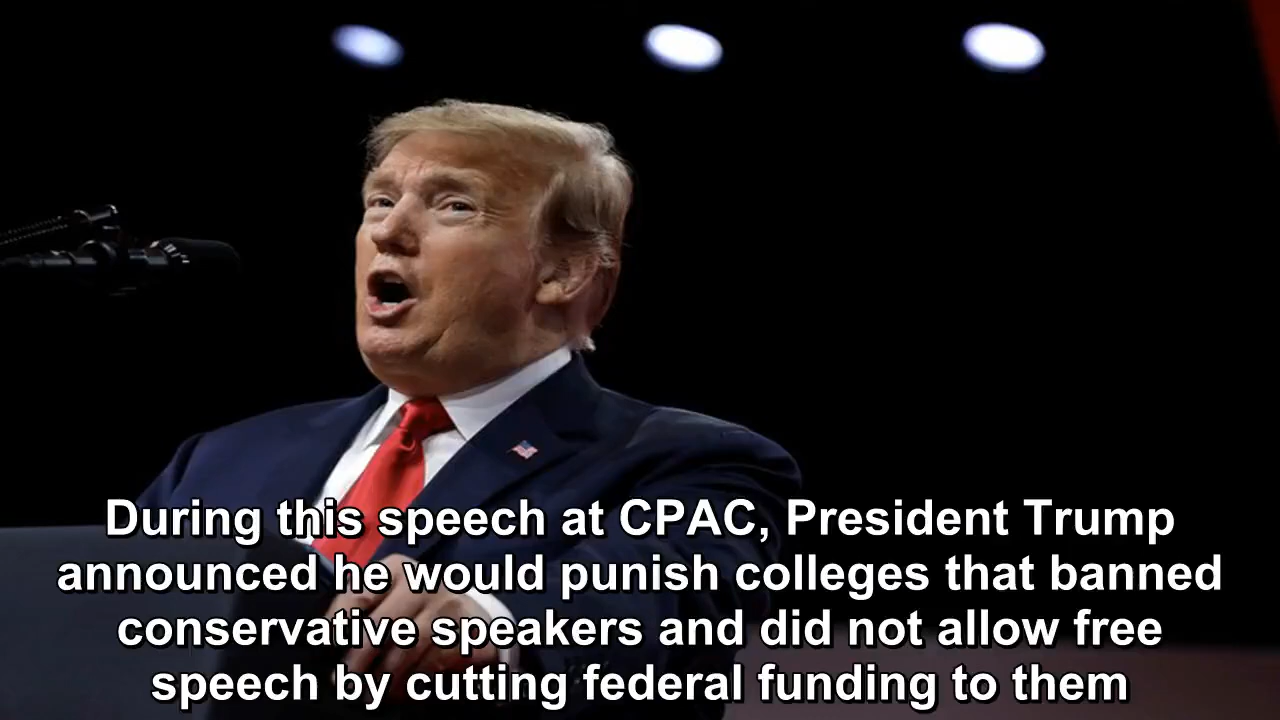 During this speech at CPAC, President Trump
announced he would punish colleges that banned
conservative speakers and did not allow free
speech by cutting federal funding to them